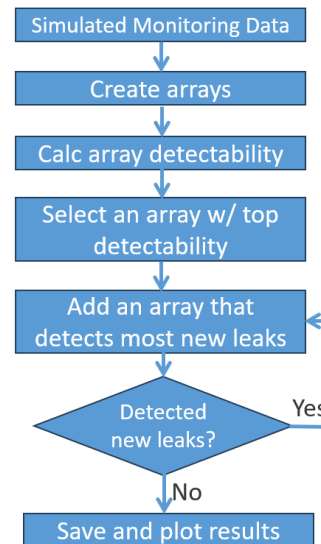 Simulated Monitoring Data
Create arrays
Calc array detectability
Select an array w/ top
detectability
Add an array that
detects most new leaks
Detected
new leaks?
Yes
No
Save and plot results